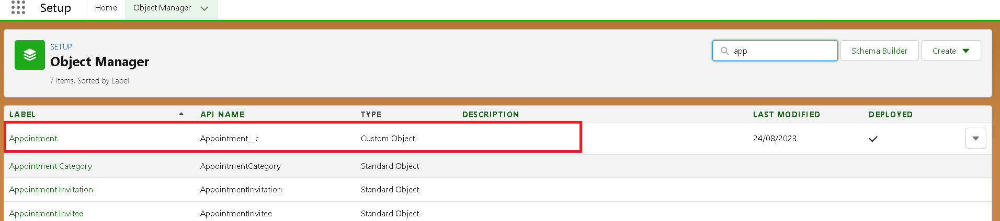 Setup Home Object Manager
SETUP
Object Manager
7 Items, Sorted by Label
app Schema Builder Create
LABEL API NAME TYPE DESCRIPTION LAST MODIFIED DEPLOYED
Appointment Appointment__c Custom Object 24/08/2023
Appointment Category AppointmentCategory Standard Object
Appointment Invitation AppointmentInvitation Standard Object
Appointment Invitee AppointmentInvitee Standard Object